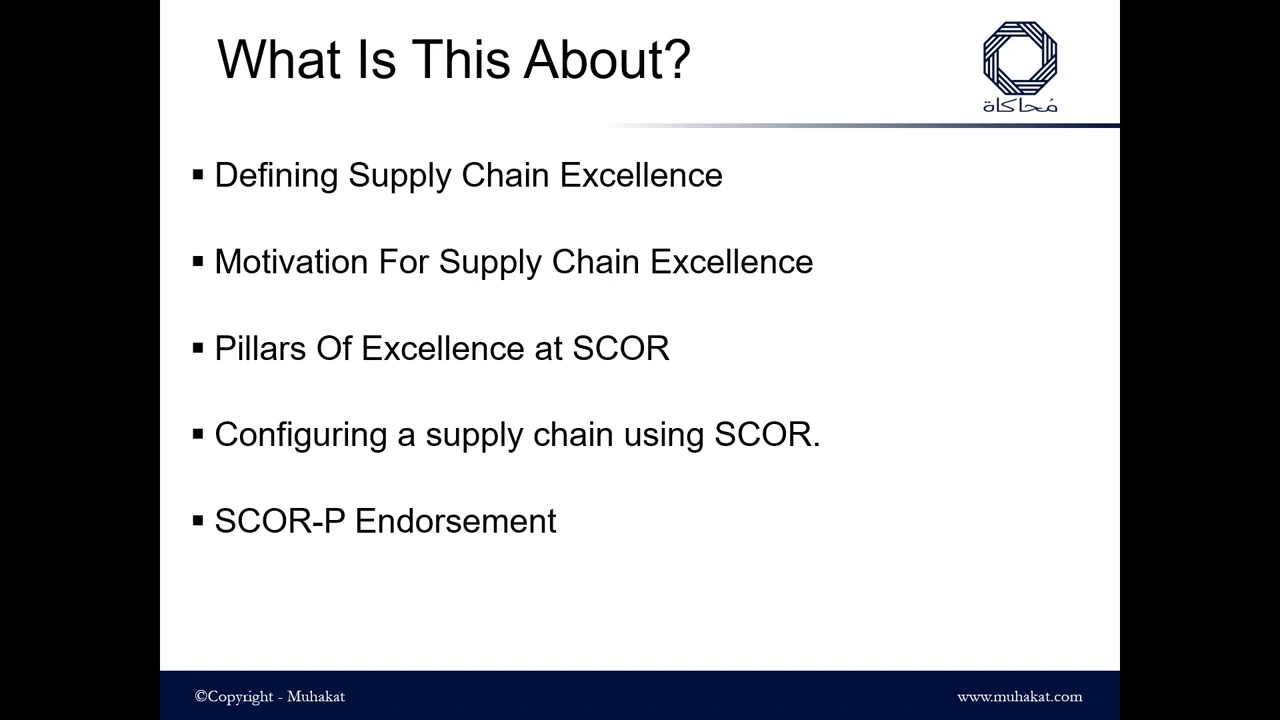 What Is This About?
مُحاكاة
▪ Defining Supply Chain Excellence
▪ Motivation For Supply Chain Excellence
▪ Pillars Of Excellence at SCOR
▪ Configuring a supply chain using SCOR.
▪ SCOR-P Endorsement
©Copyright - Muhakat
www.muhakat.com